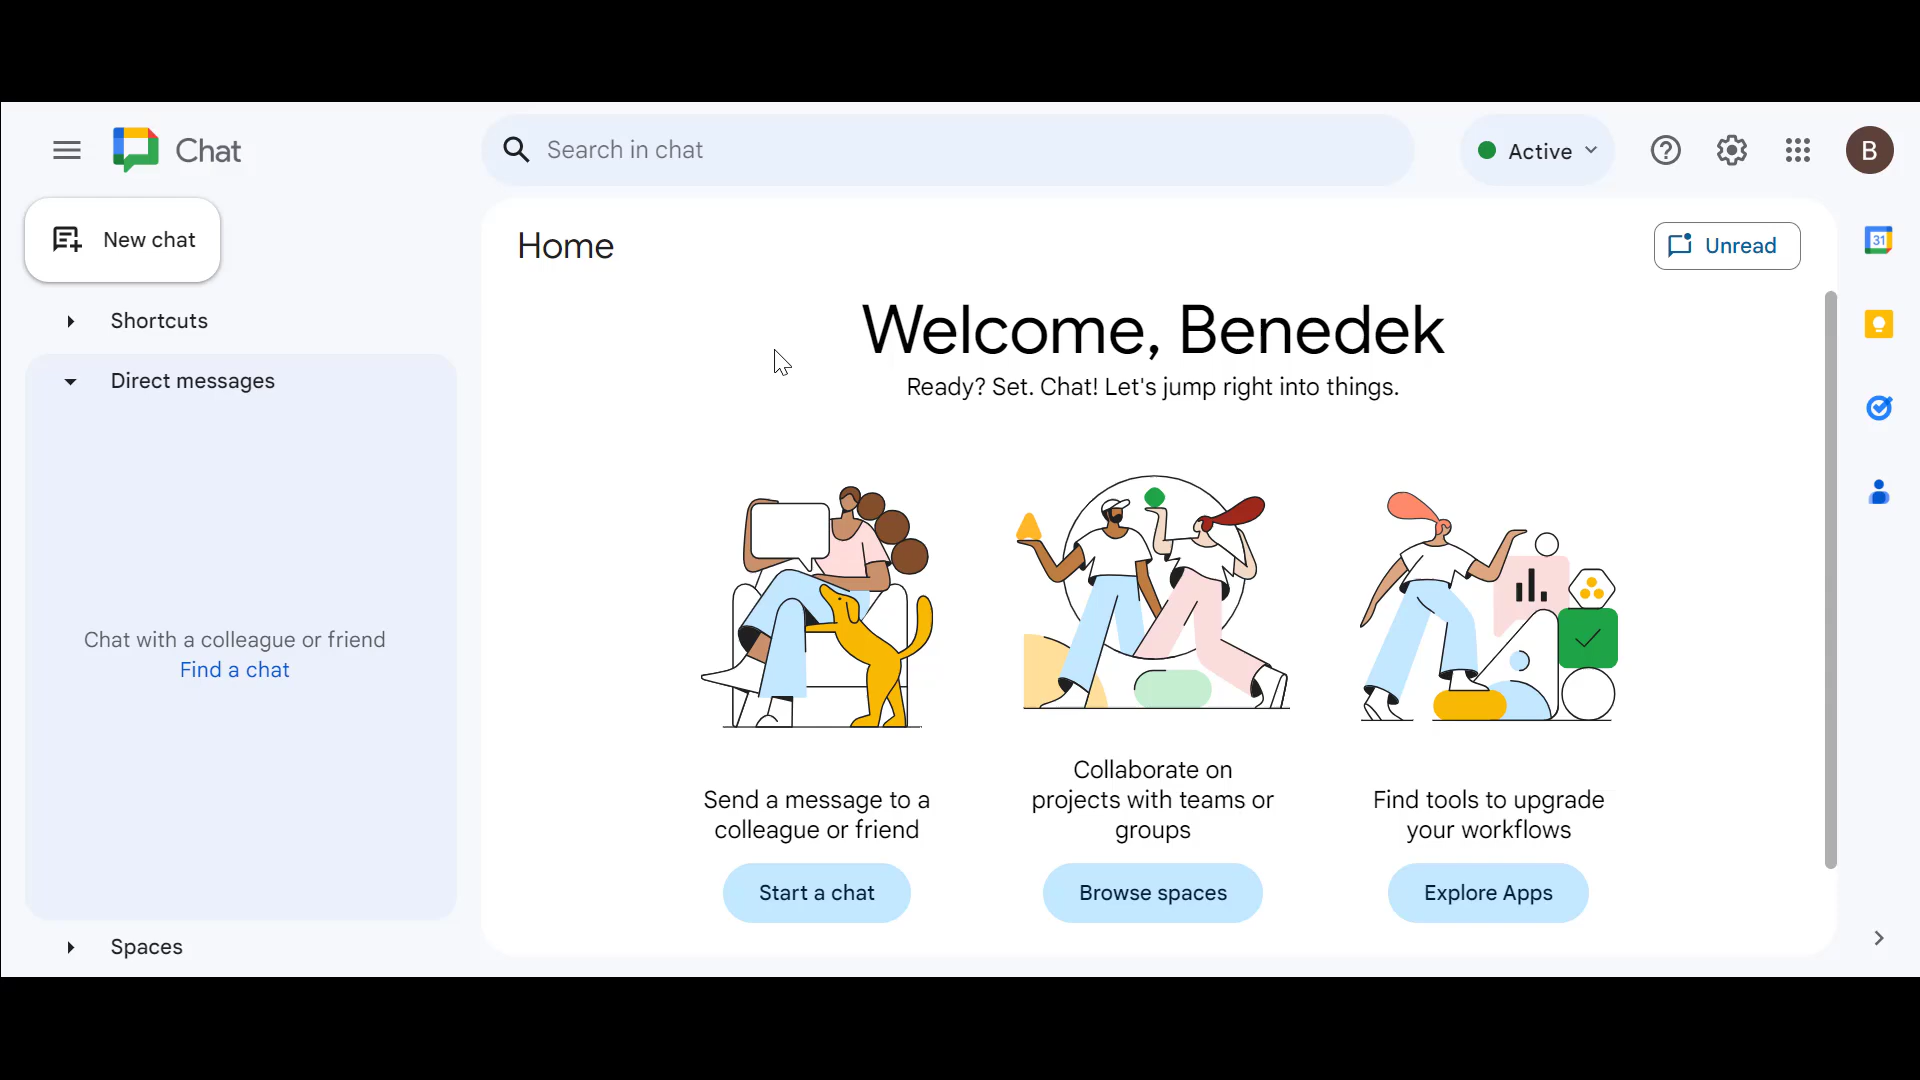 Chat
Search in chat
Active
B
New chat
Home
Unread
31
Shortcuts
Welcome, Benedek
Direct messages
Ready? Set. Chat! Let's jump right into things.
Chat with a colleague or friend
Find a chat
Send a message to a
colleague or friend
Start a chat
Collaborate on
projects with teams or
groups
Browse spaces
Find tools to upgrade
your workflows
Explore Apps
Spaces